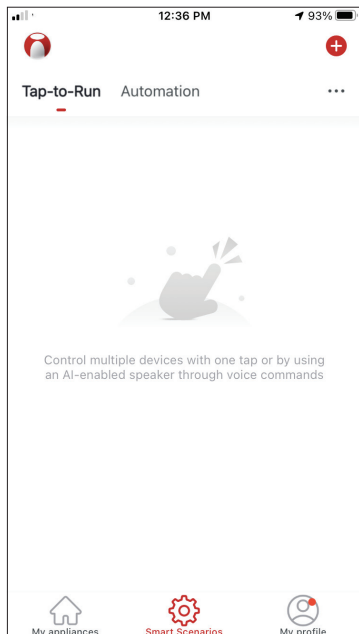 12:36 PM
93%
Tap-to-Run Automation
Control multiple devices with one tap or by using
an AI-enabled speaker through voice commands
My appliances Smart Scenarios My profile